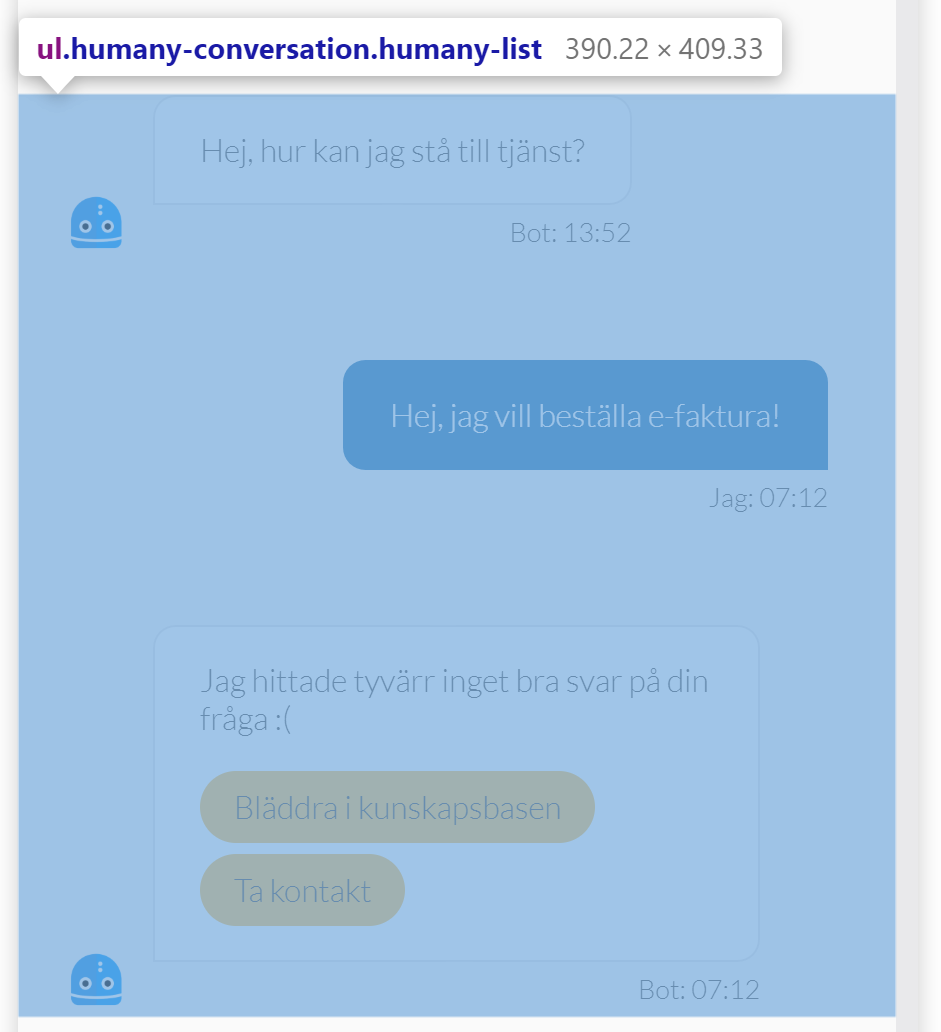 ul.humany-conversation.humany-list 390.22 × 409.33
Hej, hur kan jag stå till tjänst?
Bot: 13:52
Hej, jag vill beställa e-faktura!
Jag: 07:12
Jag hittade tyvärr inget bra svar på din
fråga :(
Bläddra i kunskapsbasen
Ta kontakt
Bot: 07:12